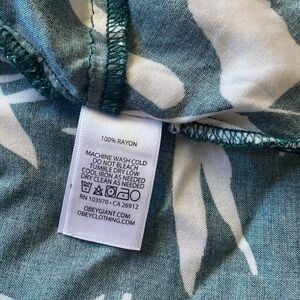 100% RAYON
MACHINE WASH COLD
DO NOT BLEACH
TUMBLE DRY LOW
COOL IRON AS NEEDED
DRY CLEAN AS NEEDED
RN 103970 • CA 26912
OBEYGIANT.COM
OBEYCLOTHING.COM